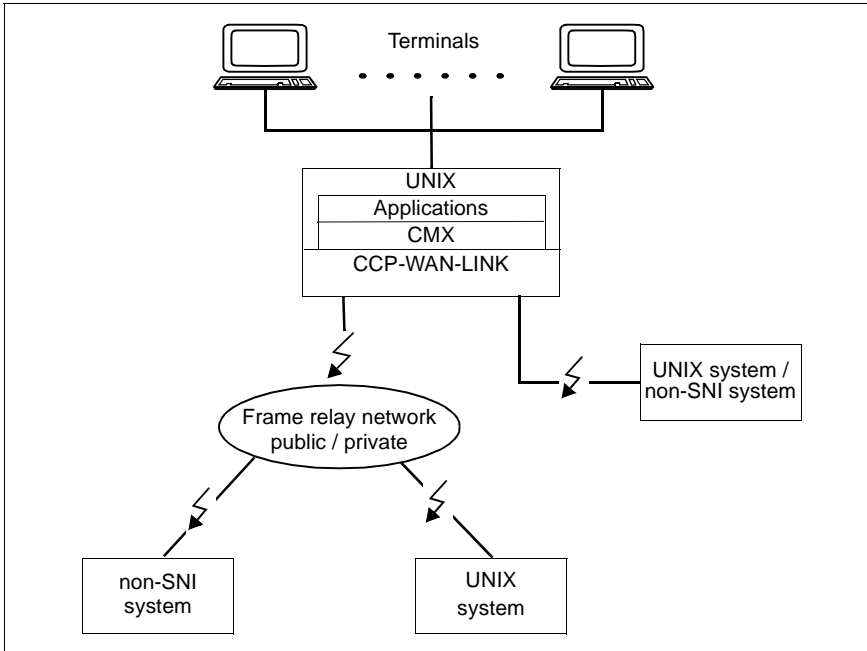 Terminals
UNIX
Applications
CMX
CCP-WAN-LINK
UNIX system /
non-SNI system
Frame relay network
public / private
non-SNI
system
UNIX
system